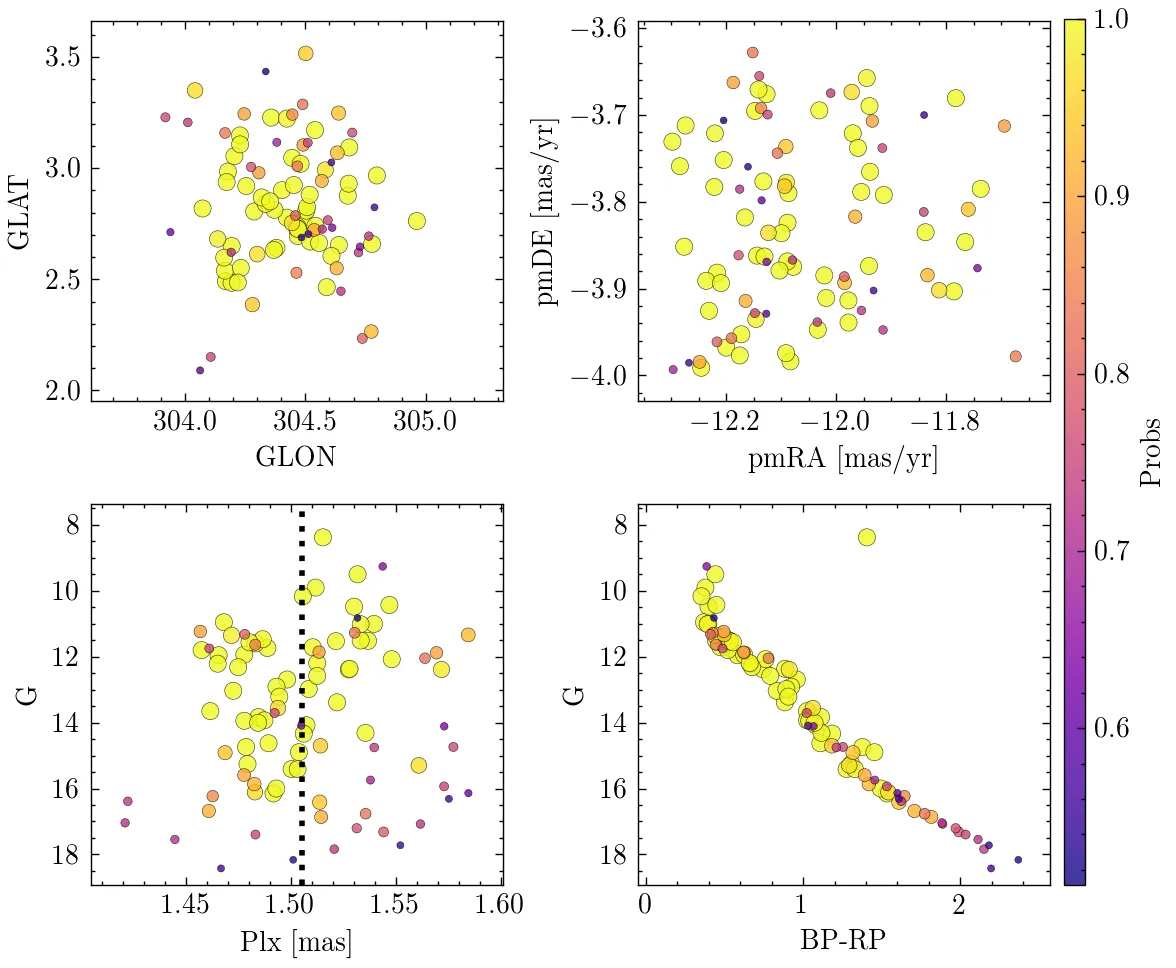 3.5
3.0
2.5
2.0
GLAT
304.0 304.5 305.0
GLON
−3.6
−3.7
−3.8
−3.9
−4.0
pmDE [mas/yr]
−12.2 −12.0 −11.8
pmRA [mas/yr]
8
10
12
14
16
18
G
1.45 1.50 1.55 1.60
Plx [mas]
8
10
12
14
16
18
G
0 1 2
BP-RP
1.0
0.9
0.8
0.7
0.6
Probs